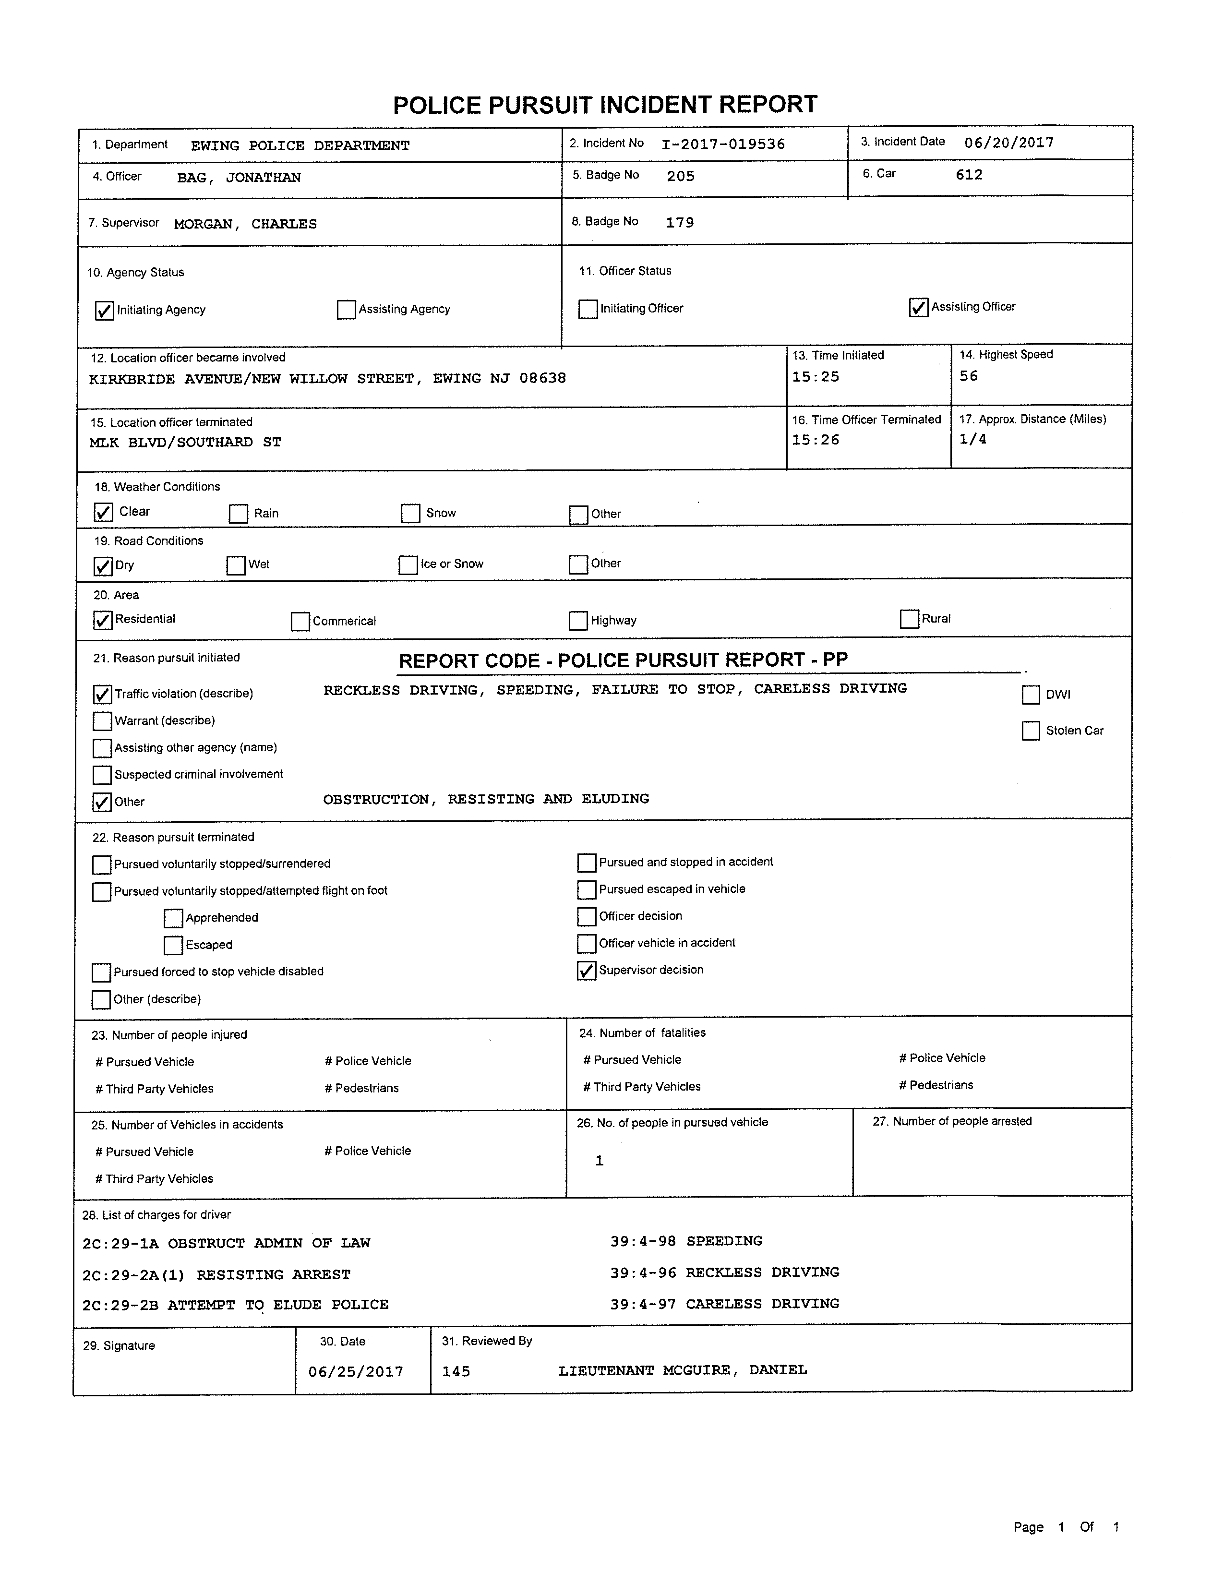 POLICE PURSUIT INCIDENT REPORT
1. Department EWING POLICE DEPARTMENT 2. Incident No I-2017-019536 3. Incident Date 06/20/2017
4. Officer BAG, JONATHAN 5. Badge No 205 6. Car 612
7. Supervisor MORGAN, CHARLES 8. Badge No 179
10. Agency Status 11. Officer Status
Initiating Agency Assisting Agency Initiating Officer Assisting Officer
12. Location officer became involved 13. Time Initiated 14. Highest Speed
KIRKBRIDE AVENUE/NEW WILLOW STREET, EWING NJ 08638 15:25 56
15. Location officer terminated 16. Time Officer Terminated 17. Approx. Distance (Miles)
MLK BLVD/SOUTHARD ST 15:26 1/4
18. Weather Conditions
Clear Rain Snow Other
19. Road Conditions
Dry Wet Ice or Snow Other
20. Area
Residential Commerical Highway Rural
21. Reason pursuit initiated REPORT CODE - POLICE PURSUIT REPORT - PP
Traffic violation (describe) RECKLESS DRIVING, SPEEDING, FAILURE TO STOP, CARELESS DRIVING DWI
Warrant (describe) Stolen Car
Assisting other agency (name)
Suspected criminal involvement
Other OBSTRUCTION, RESISTING AND ELUDING
22. Reason pursuit terminated
Pursued voluntarily stopped/surrendered Pursued and stopped in accident
Pursued voluntarily stopped/attempted flight on foot Pursued escaped in vehicle
Apprehended Officer decision
Escaped Officer vehicle in accident
Pursued forced to stop vehicle disabled Supervisor decision
Other (describe)
23. Number of people injured 24. Number of fatalities
# Pursued Vehicle # Police Vehicle # Pursued Vehicle # Police Vehicle
# Third Party Vehicles # Pedestrians # Third Party Vehicles # Pedestrians
25. Number of Vehicles in accidents 26. No. of people in pursued vehicle 27. Number of people arrested
# Pursued Vehicle # Police Vehicle 1
# Third Party Vehicles
28. List of charges for driver
2C:29-1A OBSTRUCT ADMIN OF LAW 39:4-98 SPEEDING
2C:29-2A(1) RESISTING ARREST 39:4-96 RECKLESS DRIVING
2C:29-2B ATTEMPT TO ELUDE POLICE 39:4-97 CARELESS DRIVING
29. Signature 30. Date 31. Reviewed By
06/25/2017 145 LIEUTENANT MCGUIRE, DANIEL
Page 1 Of 1